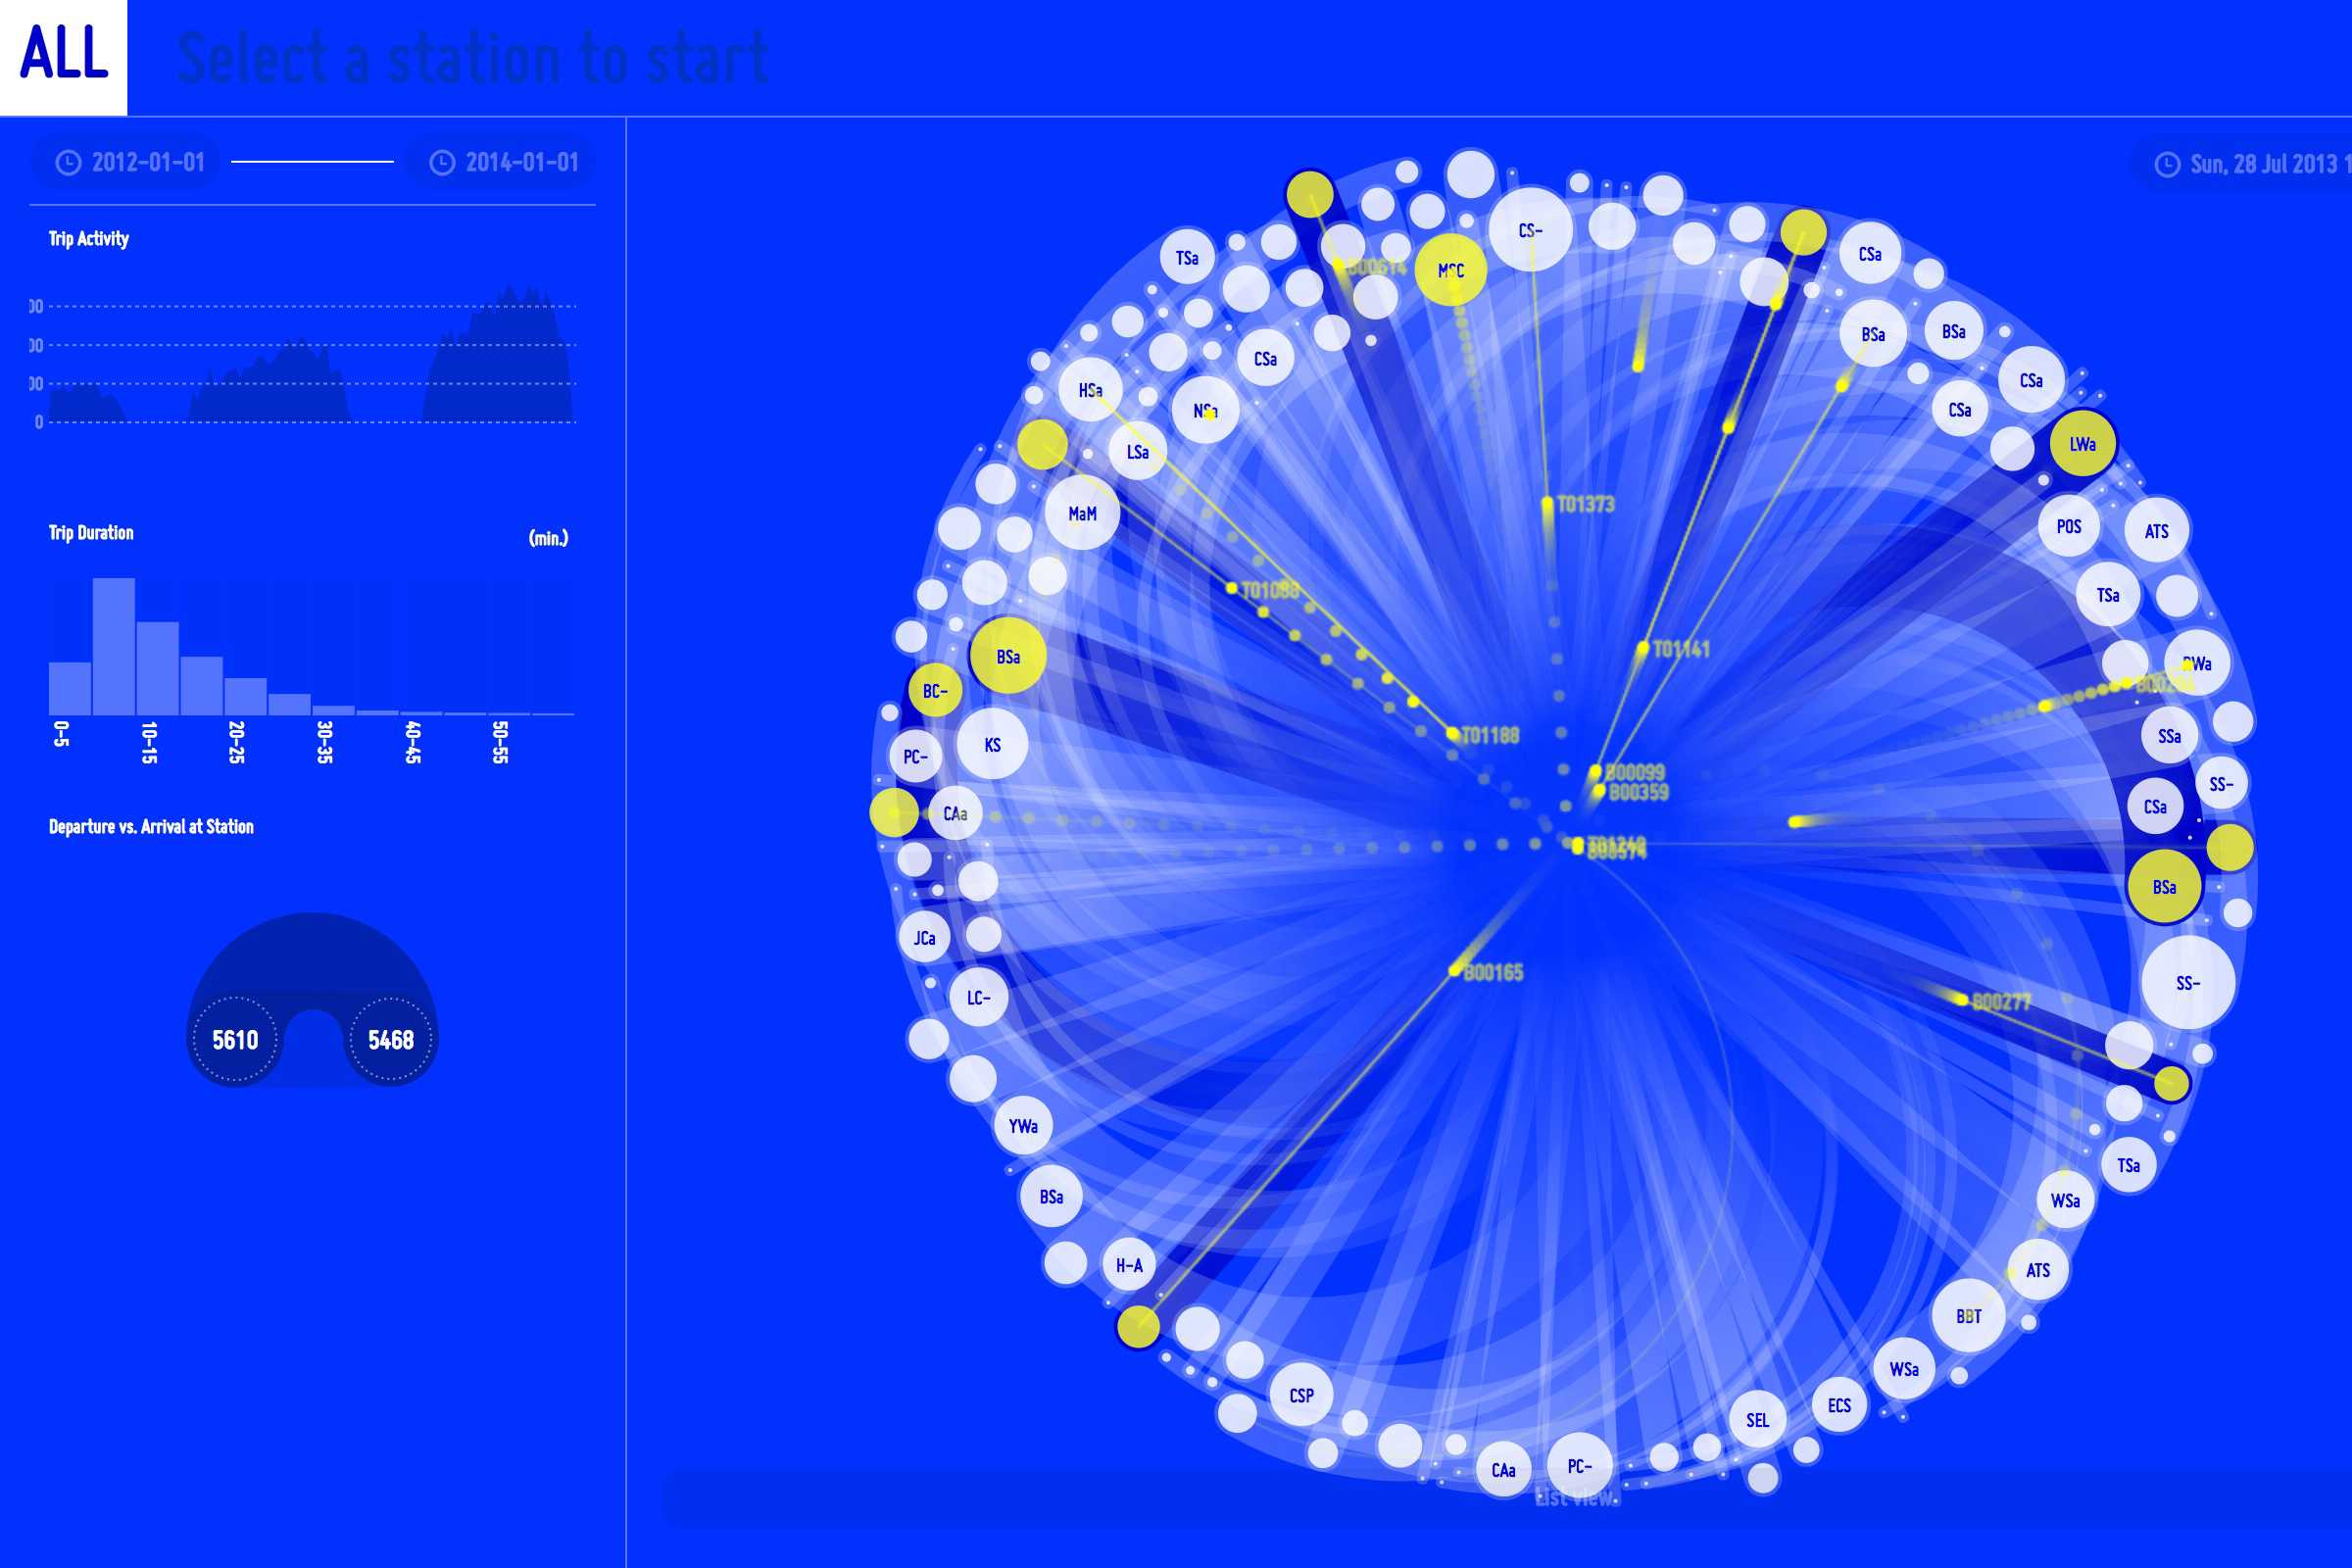 ALL
Select a station to start
2012-01-01
2014-01-01
Sun, 28 Jul 2013 1
Trip Activity
00
00
00
0
Trip Duration
(min.)
0-5
10-15
20-25
30-35
40-45
50-55
Departure vs. Arrival at Station
5610
5468
CS-
MSC
TSa
B00614
CSa
BSa
BSa
CSa
CSa
CSa
HSa
NSa
LSa
LWa
MaM
T01373
POS
ATS
T01088
TSa
BSa
T01141
BC-
KS
T01188
SSa
PC-
B00099
B00359
SS-
CSa
CAa
BSa
JCa
B00165
LC-
SS-
B00277
YWa
TSa
BSa
WSa
H-A
ATS
BBT
WSa
CSP
ECS
SEL
CAa
PC-
List view